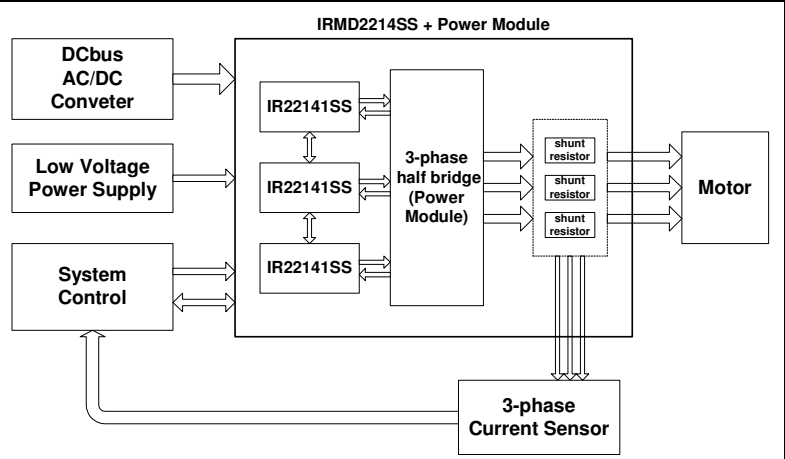 IRMD2214SS + Power Module
DCbus
AC/DC
Conveter
Low Voltage
Power Supply
System
Control
IR22141SS
IR22141SS
IR22141SS
3-phase
half bridge
(Power
Module)
shunt
resistor
shunt
resistor
shunt
resistor
Motor
3-phase
Current Sensor